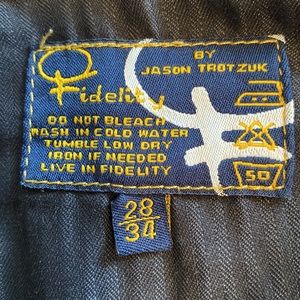 BY
JASON TROTZUK
Fidelity
DO NOT BLEACH
WASH IN COLD WATER
TUMBLE LOW DRY
IRON IF NEEDED
LIVE IN FIDELITY
50
28
34